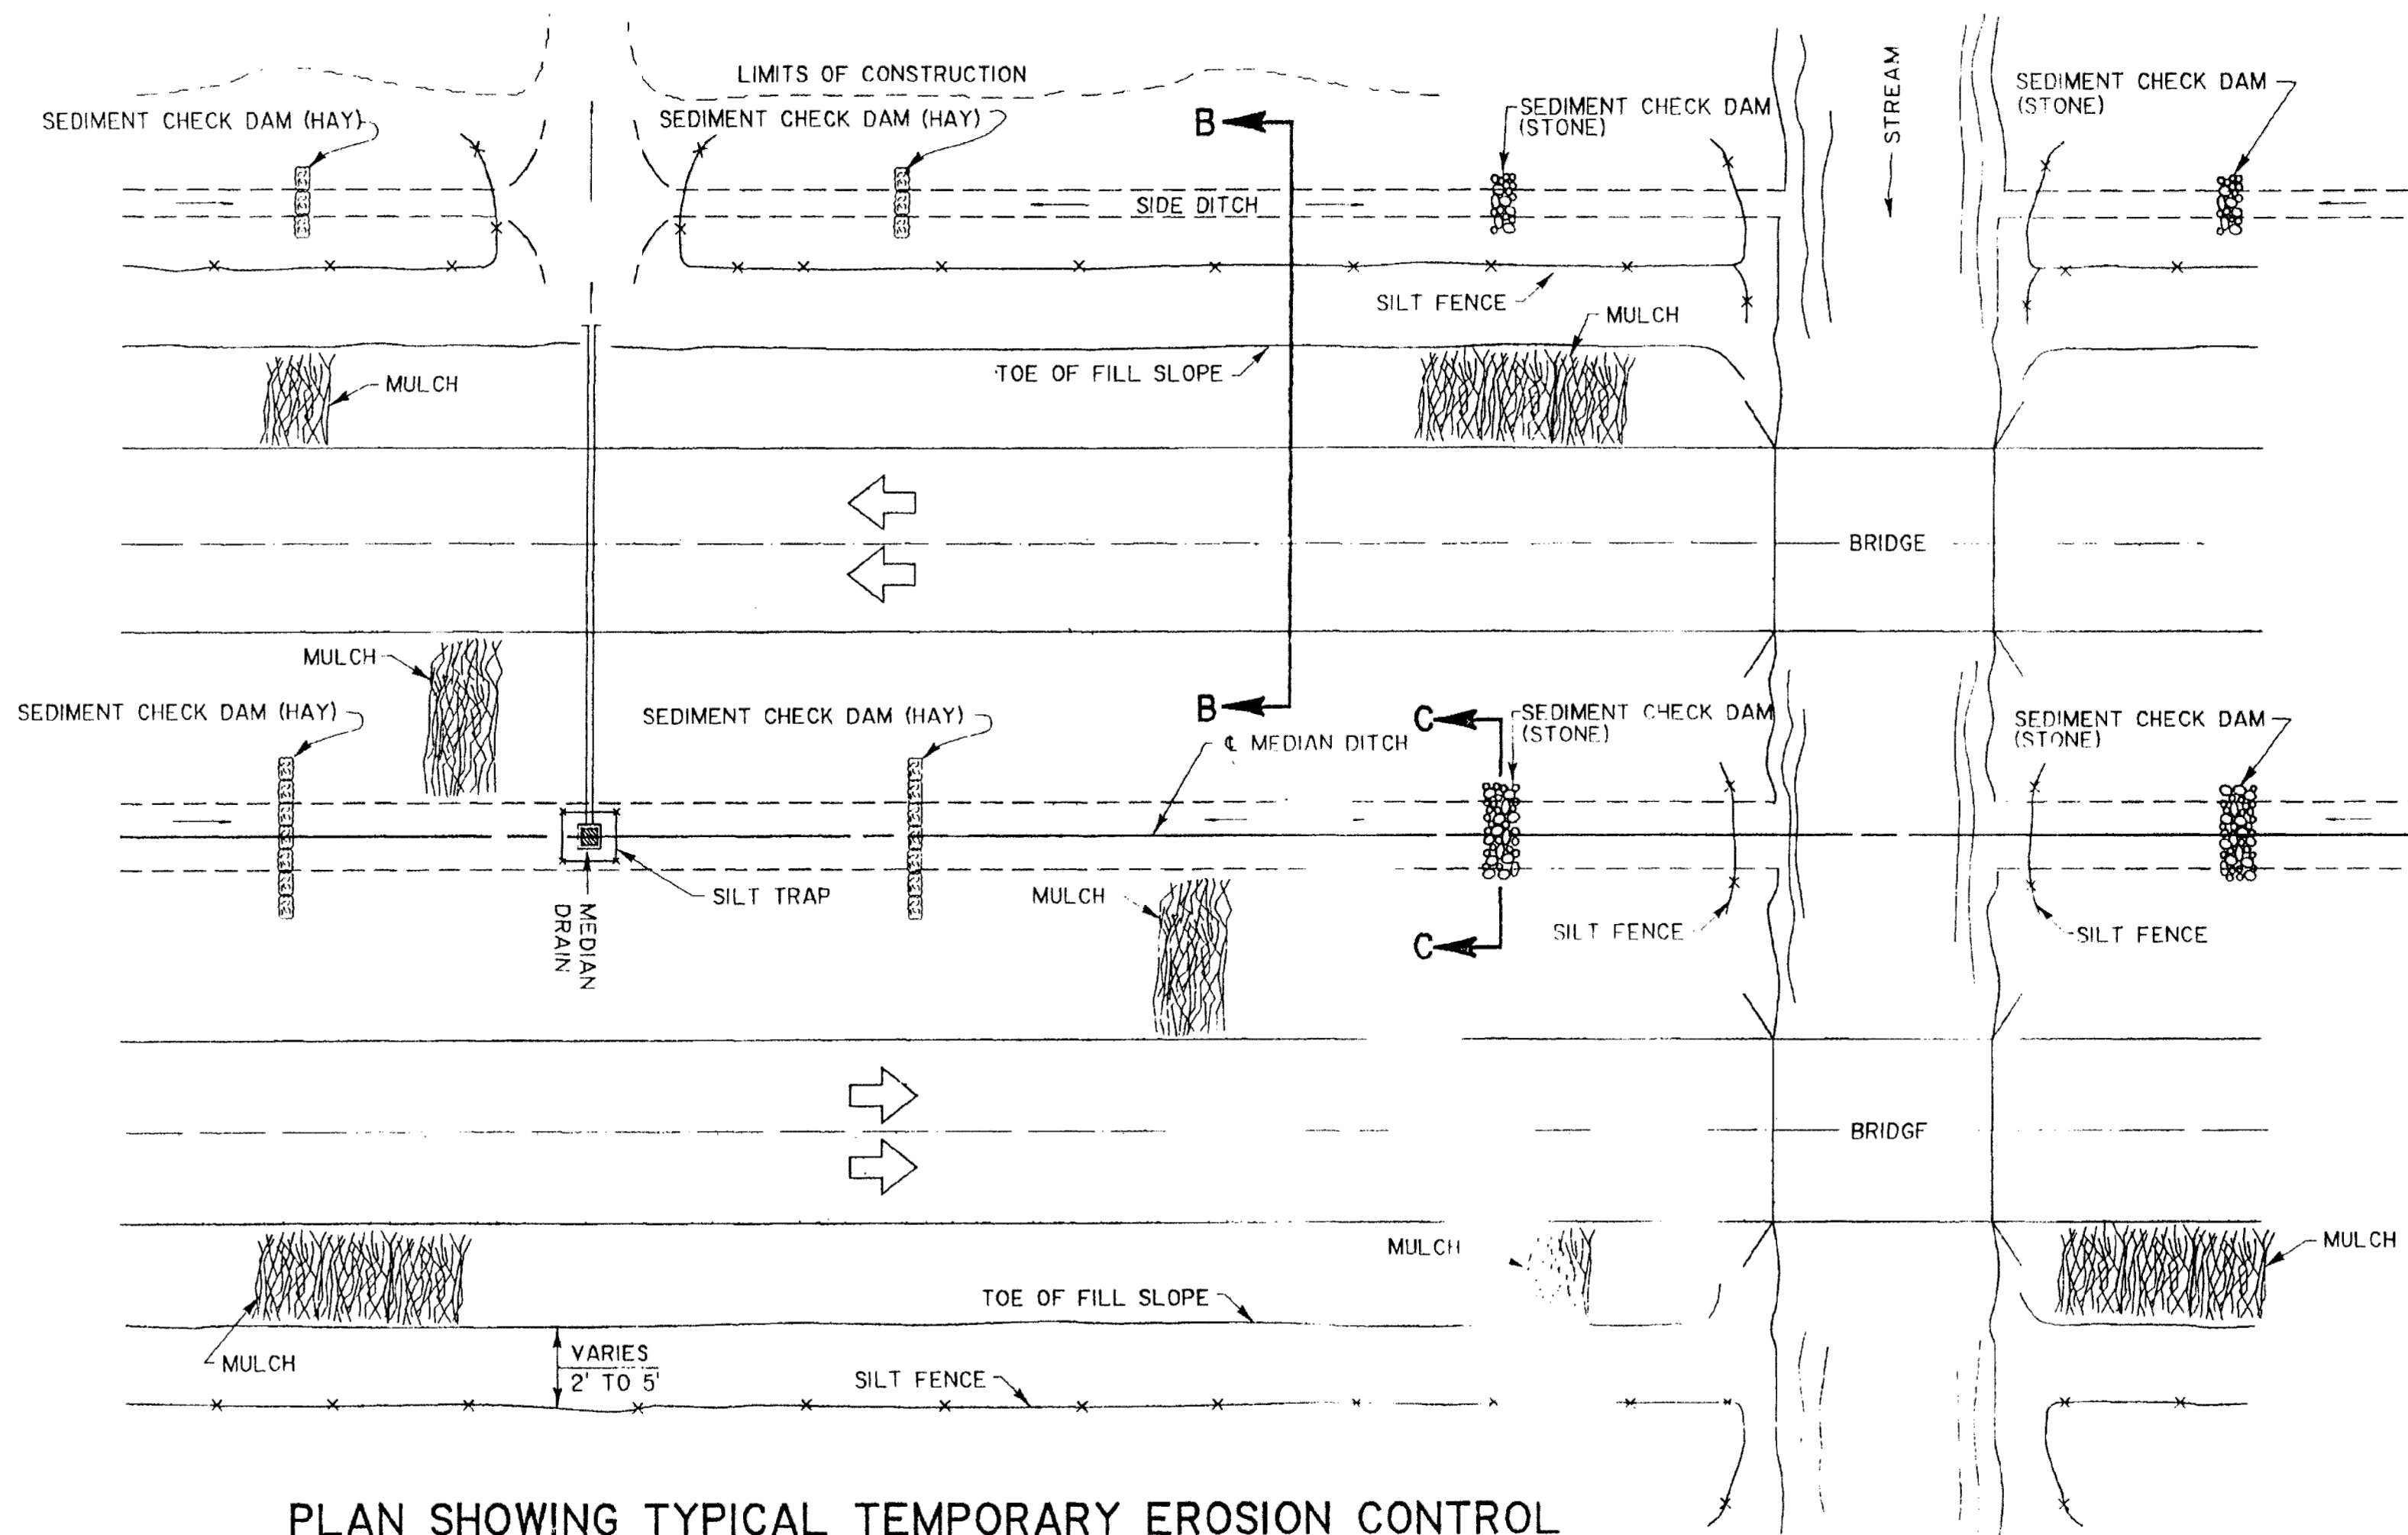 LIMITS OF CONSTRUCTION
SEDIMENT CHECK DAM (HAY)
SEDIMENT CHECK DAM (HAY)
B
SEDIMENT CHECK DAM
(STONE)
STREAM
SEDIMENT CHECK DAM
(STONE)
SIDE DITCH
SILT FENCE
MULCH
TOE OF FILL SLOPE
MULCH
BRIDGE
MULCH
SEDIMENT CHECK DAM (HAY)
SEDIMENT CHECK DAM (HAY)
B
℄ MEDIAN DITCH
C
SEDIMENT CHECK DAM
(STONE)
SEDIMENT CHECK DAM
(STONE)
SILT TRAP
MULCH
MEDIAN
DRAIN
C
SILT FENCE
SILT FENCE
BRIDGF
MULCH
MULCH
TOE OF FILL SLOPE
MULCH
VARIES
2' TO 5'
SILT FENCE
PLAN SHOWING TYPICAL TEMPORARY EROSION CONTROL